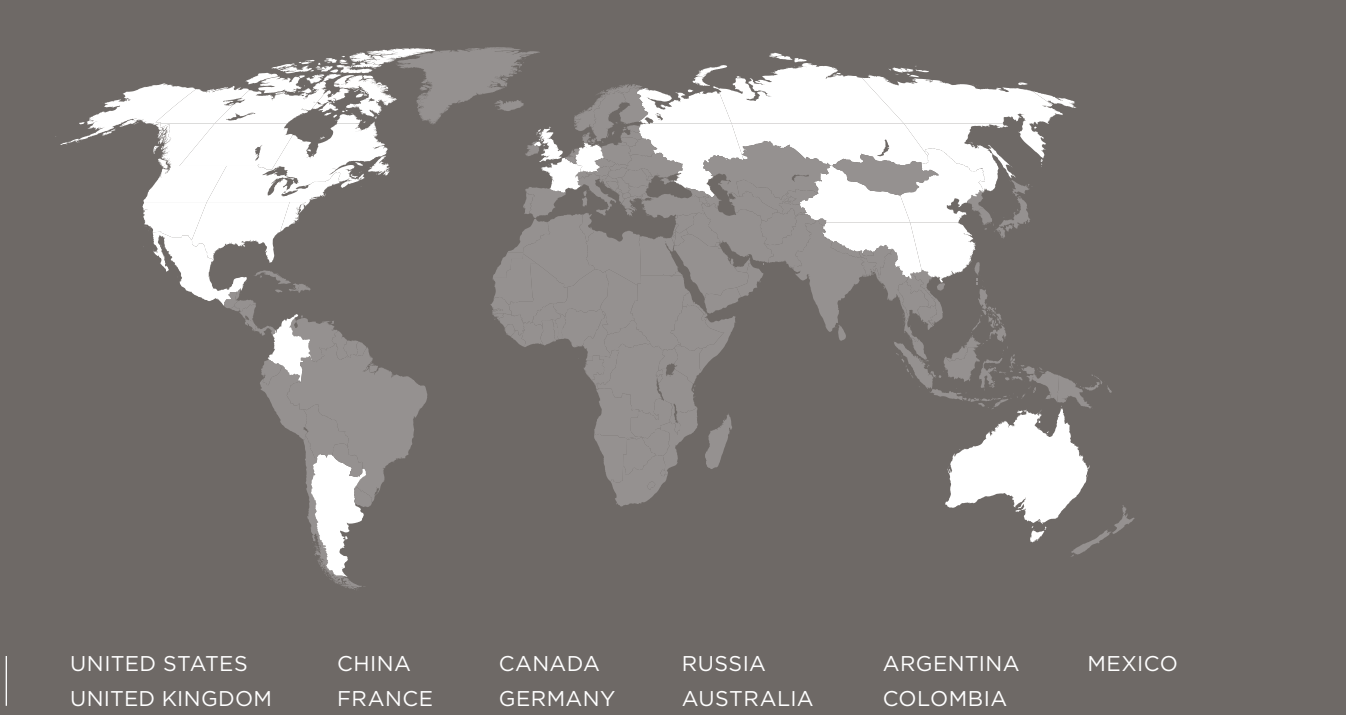 UNITED STATES CHINA CANADA RUSSIA ARGENTINA MEXICO
UNITED KINGDOM FRANCE GERMANY AUSTRALIA COLOMBIA